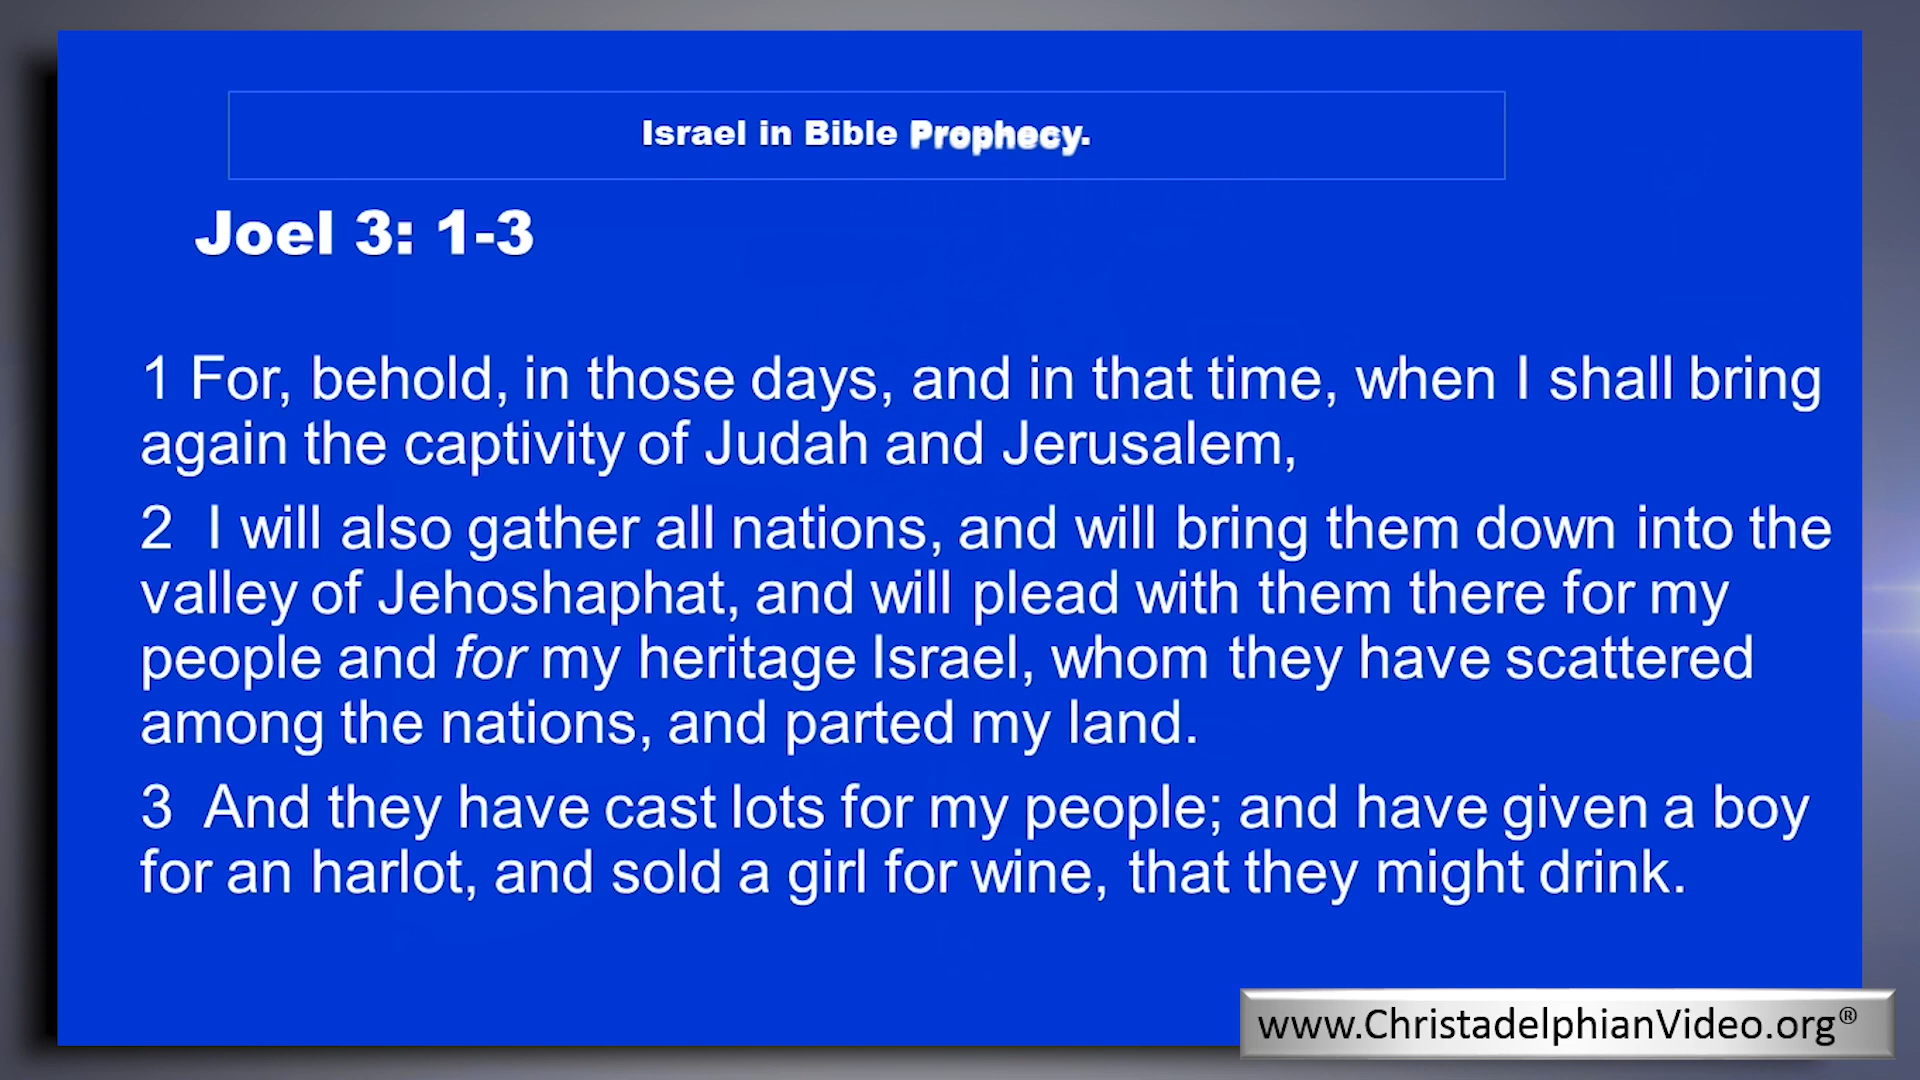 Israel in Bible Prophecy.
Joel 3: 1-3
1 For, behold, in those days, and in that time, when I shall bring
again the captivity of Judah and Jerusalem,
2 I will also gather all nations, and will bring them down into the
valley of Jehoshaphat, and will plead with them there for my
people and for my heritage Israel, whom they have scattered
among the nations, and parted my land.
3 And they have cast lots for my people; and have given a boy
for an harlot, and sold a girl for wine, that they might drink.
www.ChristadelphianVideo.org®